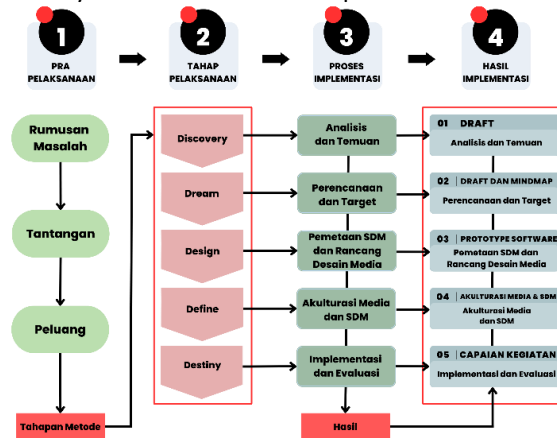 1
PRA
PELAKSANAAN
2
TAHAP
PELAKSANAAN
3
PROSES
IMPLEMENTASI
4
HASIL
IMPLEMENTASI
Rumusan
Masalah
Tantangan
Peluang
Tahapan Metode
Discovery
Dream
Design
Define
Destiny
Analisis
dan Temuan
Perencanaan
dan Target
Pemetaan SDM
dan Rancang
Desain Media
Akulturasi Media
dan SDM
Implementasi
dan Evaluasi
Hasil
01 DRAFT
Analisis dan Temuan
02 | DRAFT DAN MINDMAP
Perencanaan dan Target
03 | PROTOTYPE SOFTWARE
Pemetaan SDM dan
Rancang Desain Media
04 | AKULTURASI MEDIA & SDM
Akulturasi Media
dan SDM
05 | CAPAIAN KEGIATAN
Implementasi dan Evaluasi